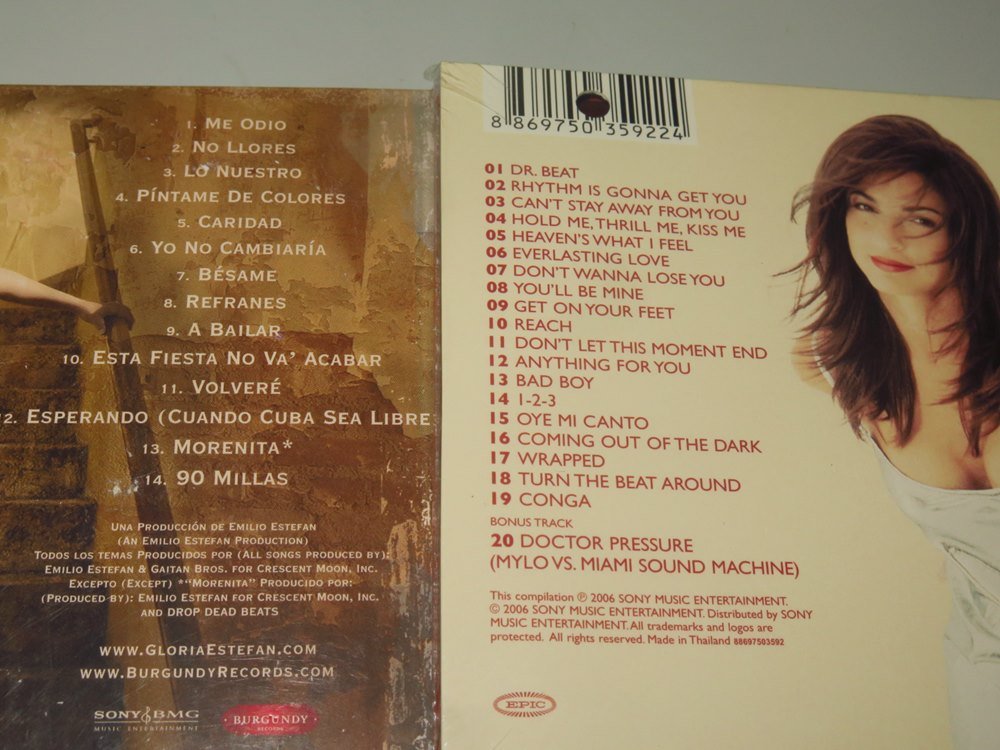 1. Me Odio
2. No Llores
3. Lo Nuestro
4. Píntame De Colores
5. Caridad
6. Yo No Cambiaría
7. Bésame
8. Refranes
9. A Bailar
10. Esta Fiesta No Va' Acabar
11. Volveré
12. Esperando (Cuando Cuba Sea Libre
13. Morenita*
14. 90 Millas
Una Producción de Emilio Estefan
(An Emilio Estefan Production)
Todos los temas Producidos por (All songs produced by):
Emilio Estefan & Gaitan Bros. for Crescent Moon, Inc.
Excepto (Except) *"Morenita" Producido por:
(Produced by): Emilio Estefan for Crescent Moon, Inc.
and DROP DEAD BEATS
www.GloriaEstefan.com
www.BurgundyRecords.com
SONY BMG
MUSIC ENTERTAINMENT
BURGUNDY
RECORDS
8 869750 359224
01 DR. BEAT
02 RHYTHM IS GONNA GET YOU
03 CAN'T STAY AWAY FROM YOU
04 HOLD ME, THRILL ME, KISS ME
05 HEAVEN'S WHAT I FEEL
06 EVERLASTING LOVE
07 DON'T WANNA LOSE YOU
08 YOU'LL BE MINE
09 GET ON YOUR FEET
10 REACH
11 DON'T LET THIS MOMENT END
12 ANYTHING FOR YOU
13 BAD BOY
14 1-2-3
15 OYE MI CANTO
16 COMING OUT OF THE DARK
17 WRAPPED
18 TURN THE BEAT AROUND
19 CONGA
BONUS TRACK
20 DOCTOR PRESSURE
(MYLO VS. MIAMI SOUND MACHINE)
This compilation ℗ 2006 SONY MUSIC ENTERTAINMENT.
© 2006 SONY MUSIC ENTERTAINMENT. Distributed by SONY
MUSIC ENTERTAINMENT. All trademarks and logos are
protected. All rights reserved. Made in Thailand 88697503592
EPIC